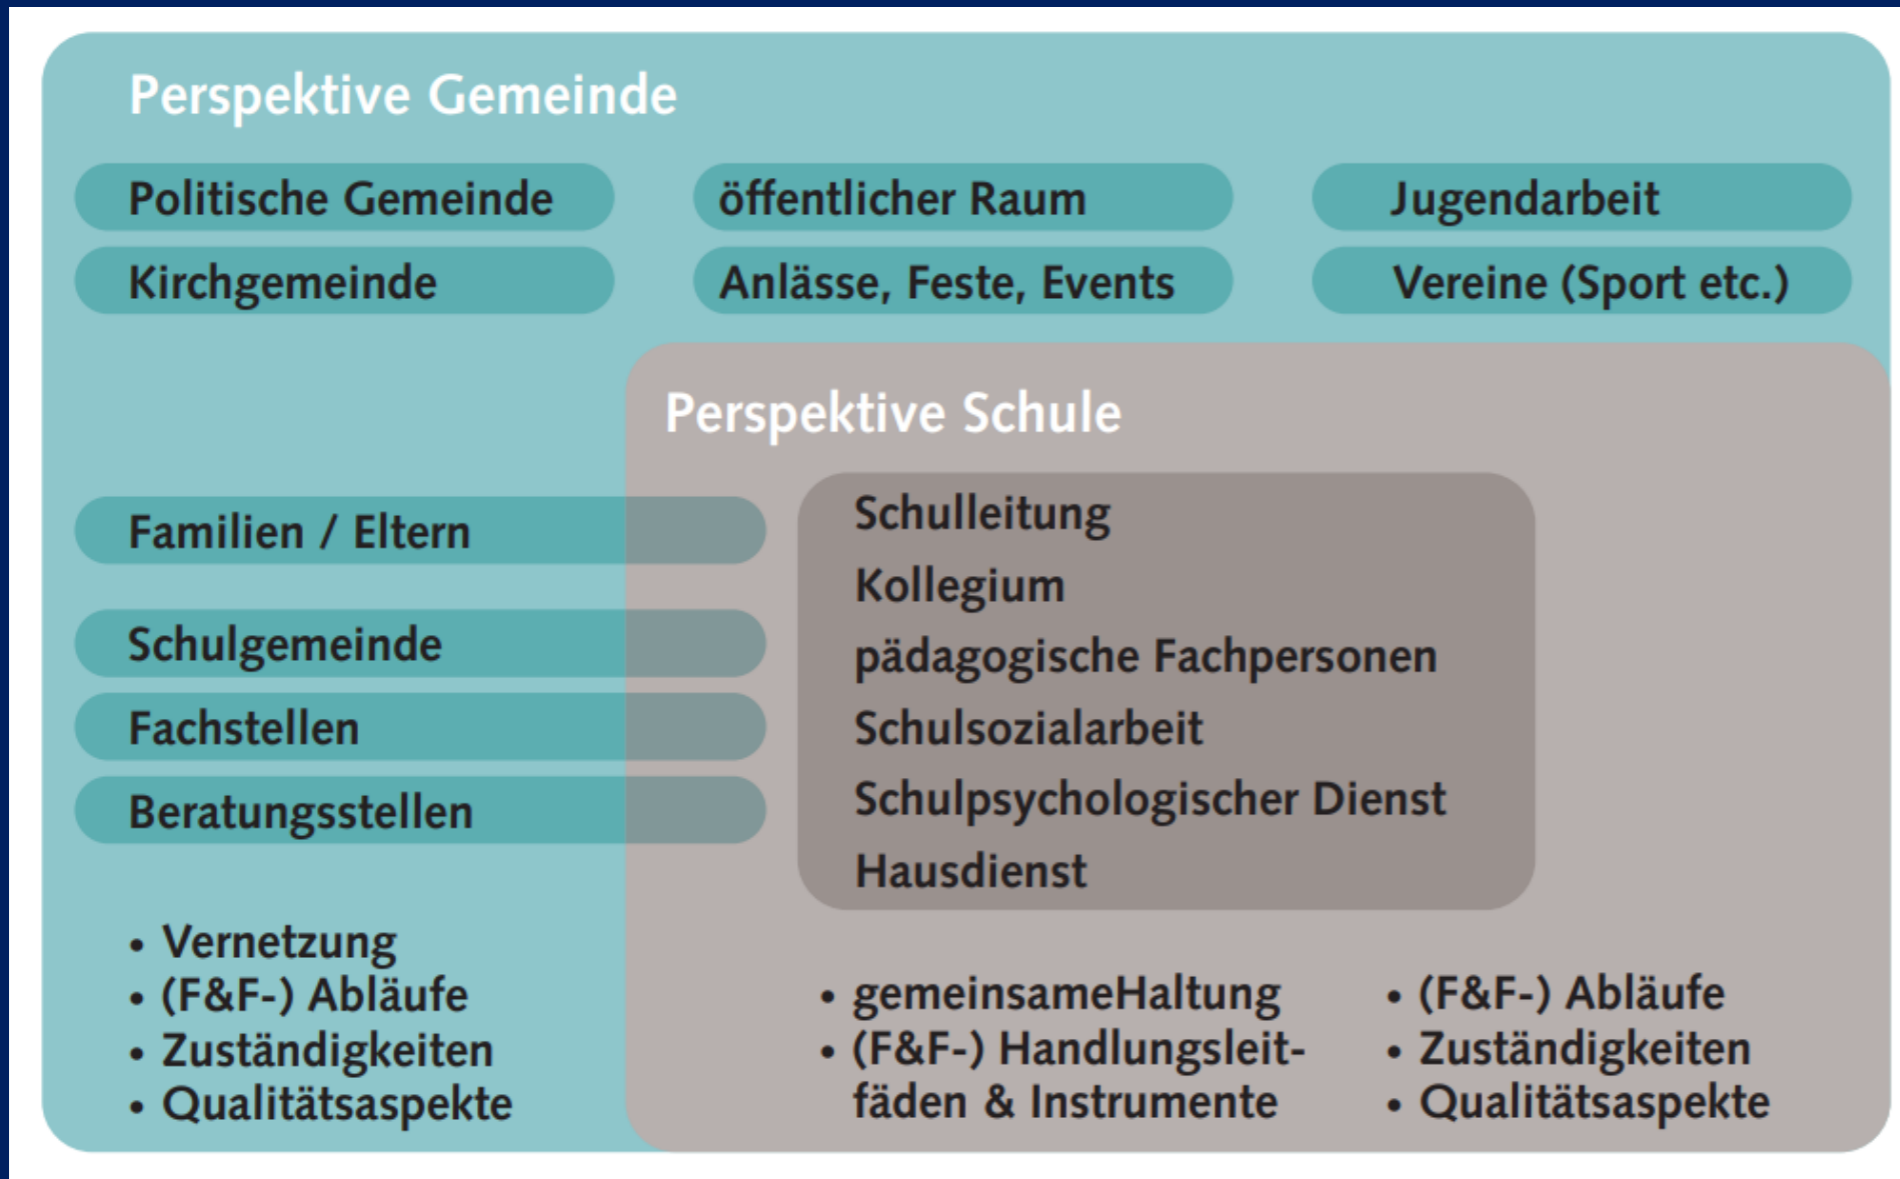 Perspektive Gemeinde
Politische Gemeinde
öffentlicher Raum
Jugendarbeit
Kirchgemeinde
Anlässe, Feste, Events
Vereine (Sport etc.)
Perspektive Schule
Familien / Eltern
Schulgemeinde
Fachstellen
Beratungsstellen
Schulleitung
Kollegium
pädagogische Fachpersonen
Schulsozialarbeit
Schulpsychologischer Dienst
Hausdienst
• Vernetzung
• (F&F-) Abläufe
• Zuständigkeiten
• Qualitätsaspekte
• gemeinsameHaltung
• (F&F-) Handlungsleit-
fäden & Instrumente
• (F&F-) Abläufe
• Zuständigkeiten
• Qualitätsaspekte